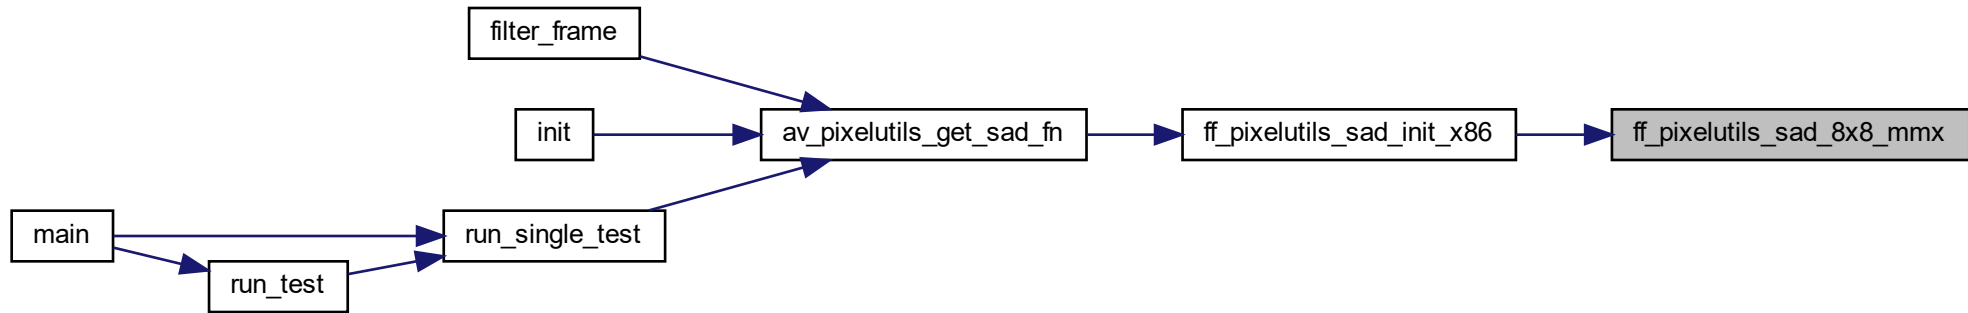 filter_frame
init
av_pixelutils_get_sad_fn
ff_pixelutils_sad_init_x86
ff_pixelutils_sad_8x8_mmx
main
run_single_test
run_test